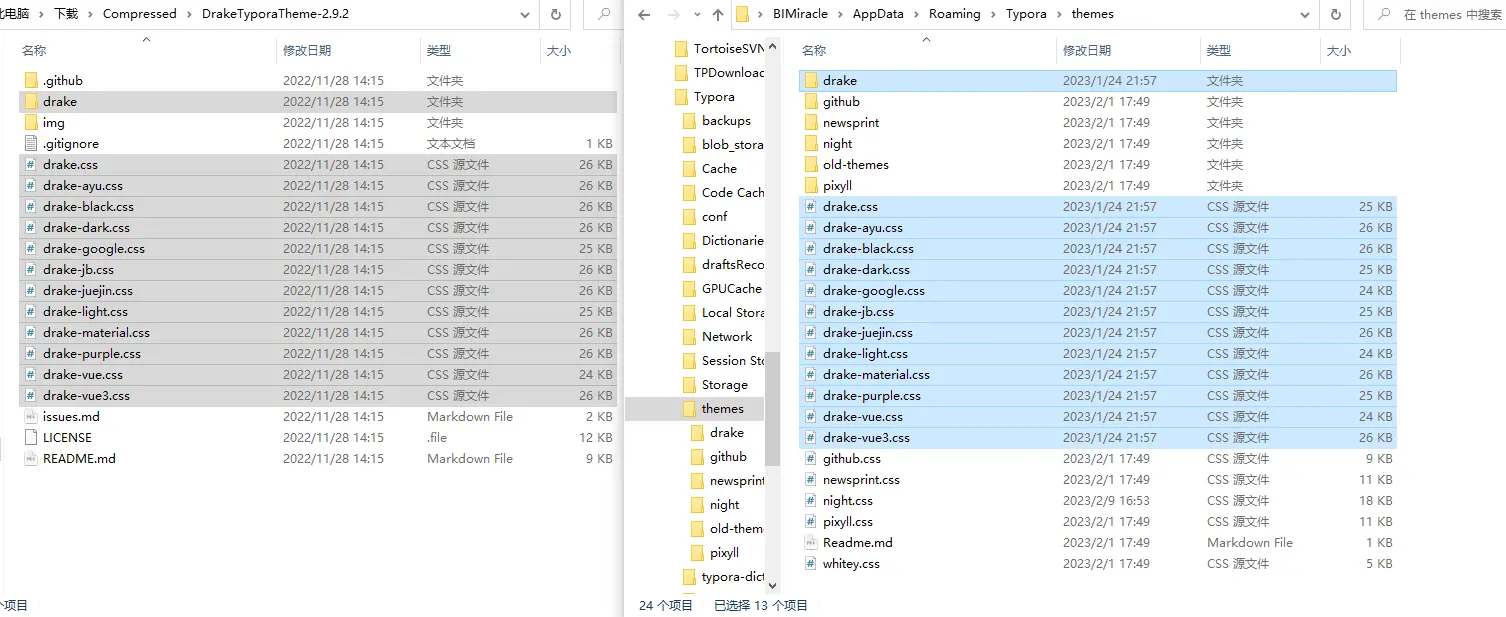 此电脑 › 下载 › Compressed › DrakeTyporaTheme-2.9.2
名称 修改日期 类型 大小
.github 2022/11/28 14:15 文件夹
drake 2022/11/28 14:15 文件夹
img 2022/11/28 14:15 文件夹
.gitignore 2022/11/28 14:15 文本文档 1 KB
drake.css 2022/11/28 14:15 CSS 源文件 26 KB
drake-ayu.css 2022/11/28 14:15 CSS 源文件 26 KB
drake-black.css 2022/11/28 14:15 CSS 源文件 26 KB
drake-dark.css 2022/11/28 14:15 CSS 源文件 26 KB
drake-google.css 2022/11/28 14:15 CSS 源文件 25 KB
drake-jb.css 2022/11/28 14:15 CSS 源文件 26 KB
drake-juejin.css 2022/11/28 14:15 CSS 源文件 26 KB
drake-light.css 2022/11/28 14:15 CSS 源文件 25 KB
drake-material.css 2022/11/28 14:15 CSS 源文件 26 KB
drake-purple.css 2022/11/28 14:15 CSS 源文件 26 KB
drake-vue.css 2022/11/28 14:15 CSS 源文件 24 KB
drake-vue3.css 2022/11/28 14:15 CSS 源文件 26 KB
issues.md 2022/11/28 14:15 Markdown File 2 KB
LICENSE 2022/11/28 14:15 .file 12 KB
README.md 2022/11/28 14:15 Markdown File 9 KB
个项目
› BIMiracle › AppData › Roaming › Typora › themes
在 themes 中搜索
TortoiseSVN
TPDownloac
Typora
backups
blob_stora
Cache
Code Cach
conf
Dictionarie
draftsReco
GPUCache
Local Stora
Network
Session Sto
Storage
themes
drake
github
newsprint
night
old-them
pixyll
typora-dict
名称 修改日期 类型 大小
drake 2023/1/24 21:57 文件夹
github 2023/2/1 17:49 文件夹
newsprint 2023/2/1 17:49 文件夹
night 2023/2/1 17:49 文件夹
old-themes 2023/2/1 17:49 文件夹
pixyll 2023/2/1 17:49 文件夹
drake.css 2023/1/24 21:57 CSS 源文件 25 KB
drake-ayu.css 2023/1/24 21:57 CSS 源文件 26 KB
drake-black.css 2023/1/24 21:57 CSS 源文件 26 KB
drake-dark.css 2023/1/24 21:57 CSS 源文件 25 KB
drake-google.css 2023/1/24 21:57 CSS 源文件 24 KB
drake-jb.css 2023/1/24 21:57 CSS 源文件 25 KB
drake-juejin.css 2023/1/24 21:57 CSS 源文件 26 KB
drake-light.css 2023/1/24 21:57 CSS 源文件 24 KB
drake-material.css 2023/1/24 21:57 CSS 源文件 26 KB
drake-purple.css 2023/1/24 21:57 CSS 源文件 25 KB
drake-vue.css 2023/1/24 21:57 CSS 源文件 24 KB
drake-vue3.css 2023/1/24 21:57 CSS 源文件 26 KB
github.css 2023/2/1 17:49 CSS 源文件 9 KB
newsprint.css 2023/2/1 17:49 CSS 源文件 11 KB
night.css 2023/2/9 16:53 CSS 源文件 18 KB
pixyll.css 2023/2/1 17:49 CSS 源文件 11 KB
Readme.md 2023/2/1 17:49 Markdown File 1 KB
whitey.css 2023/2/1 17:49 CSS 源文件 5 KB
24 个项目 已选择 13 个项目